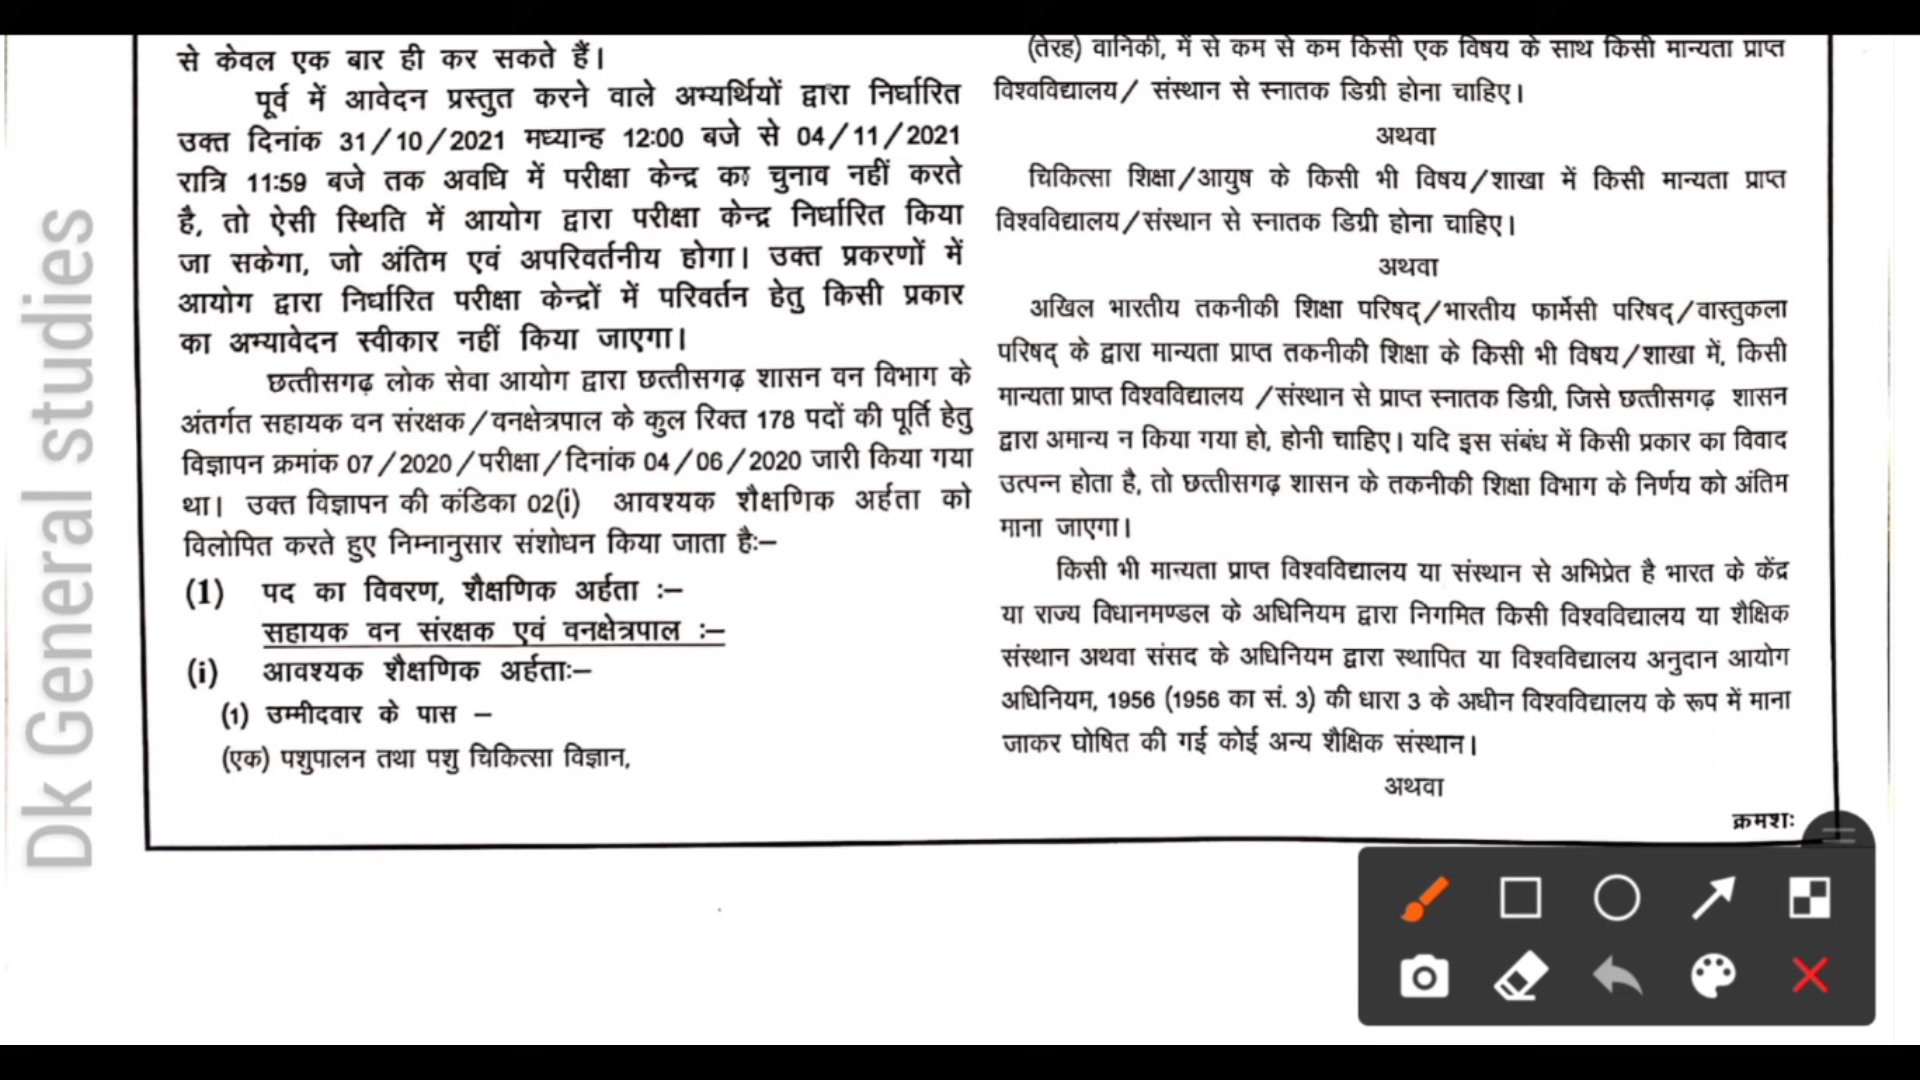 से केवल एक बार ही कर सकते हैं।
पूर्व में आवेदन प्रस्तुत करने वाले अभ्यर्थियों द्वारा निर्धारित
उक्त दिनांक 31/10/2021 मध्यान्ह 12:00 बजे से 04/11/2021
रात्रि 11:59 बजे तक अवधि में परीक्षा केन्द्र का चुनाव नहीं करते
है, तो ऐसी स्थिति में आयोग द्वारा परीक्षा केन्द्र निर्धारित किया
जा सकेगा, जो अंतिम एवं अपरिवर्तनीय होगा। उक्त प्रकरणों में
आयोग द्वारा निर्धारित परीक्षा केन्द्रों में परिवर्तन हेतु किसी प्रकार
का अभ्यावेदन स्वीकार नहीं किया जाएगा।
छत्तीसगढ़ लोक सेवा आयोग द्वारा छत्तीसगढ़ शासन वन विभाग के
अंतर्गत सहायक वन संरक्षक/वनक्षेत्रपाल के कुल रिक्त 178 पदों की पूर्ति हेतु
विज्ञापन क्रमांक 07/2020/परीक्षा/दिनांक 04/06/2020 जारी किया गया
था। उक्त विज्ञापन की कंडिका 02(i) आवश्यक शैक्षणिक अर्हता को
विलोपित करते हुए निम्नानुसार संशोधन किया जाता हैः–
(1) पद का विवरण, शैक्षणिक अर्हता :–
सहायक वन संरक्षक एवं वनक्षेत्रपाल :–
(i) आवश्यक शैक्षणिक अर्हताः–
(1) उम्मीदवार के पास –
(एक) पशुपालन तथा पशु चिकित्सा विज्ञान,
(तेरह) वानिकी, में से कम से कम किसी एक विषय के साथ किसी मान्यता प्राप्त
विश्वविद्यालय/ संस्थान से स्नातक डिग्री होना चाहिए।
अथवा
चिकित्सा शिक्षा/आयुष के किसी भी विषय/शाखा में किसी मान्यता प्राप्त
विश्वविद्यालय/संस्थान से स्नातक डिग्री होना चाहिए।
अथवा
अखिल भारतीय तकनीकी शिक्षा परिषद्/भारतीय फार्मेसी परिषद्/वास्तुकला
परिषद् के द्वारा मान्यता प्राप्त तकनीकी शिक्षा के किसी भी विषय/शाखा में, किसी
मान्यता प्राप्त विश्वविद्यालय /संस्थान से प्राप्त स्नातक डिग्री, जिसे छत्तीसगढ़ शासन
द्वारा अमान्य न किया गया हो, होनी चाहिए। यदि इस संबंध में किसी प्रकार का विवाद
उत्पन्न होता है, तो छत्तीसगढ़ शासन के तकनीकी शिक्षा विभाग के निर्णय को अंतिम
माना जाएगा।
किसी भी मान्यता प्राप्त विश्वविद्यालय या संस्थान से अभिप्रेत है भारत के केंद्र
या राज्य विधानमण्डल के अधिनियम द्वारा निगमित किसी विश्वविद्यालय या शैक्षिक
संस्थान अथवा संसद के अधिनियम द्वारा स्थापित या विश्वविद्यालय अनुदान आयोग
अधिनियम, 1956 (1956 का सं. 3) की धारा 3 के अधीन विश्वविद्यालय के रूप में माना
जाकर घोषित की गई कोई अन्य शैक्षिक संस्थान।
अथवा
क्रमशः
Dk General studies